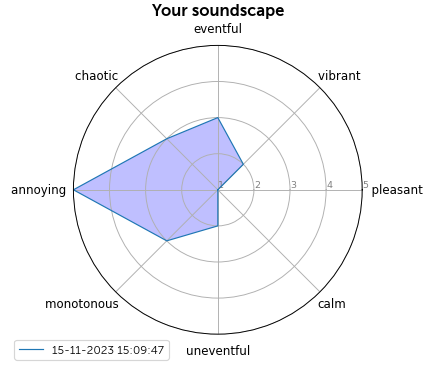 Your soundscape
eventful
chaotic
vibrant
annoying
1 2 3 4 5
pleasant
monotonous
calm
15-11-2023 15:09:47
uneventful